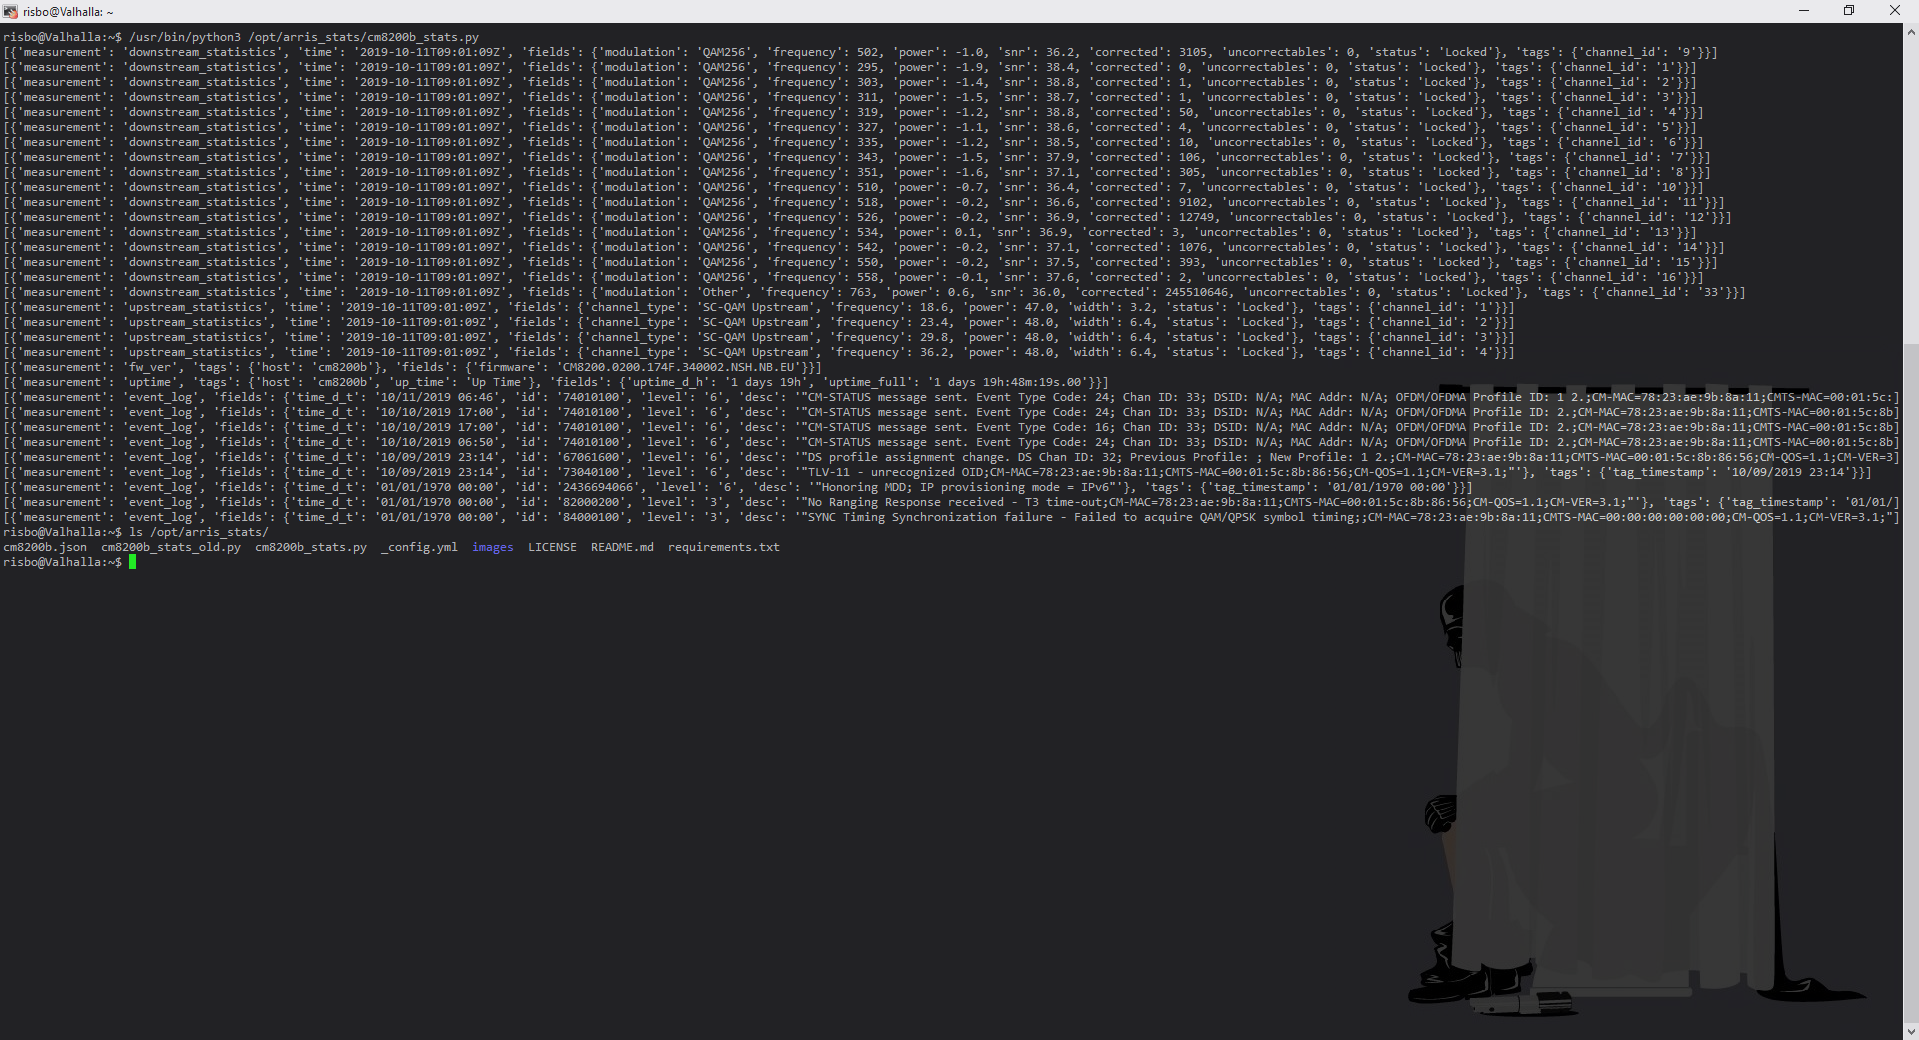 risbo@Valhalla: ~
risbo@Valhalla:~$ /usr/bin/python3 /opt/arris_stats/cm8200b_stats.py
[{'measurement': 'downstream_statistics', 'time': '2019-10-11T09:01:09Z', 'fields': {'modulation': 'QAM256', 'frequency': 502, 'power': -1.0, 'snr': 36.2, 'corrected': 3105, 'uncorrectables': 0, 'status': 'Locked'}, 'tags': {'channel_id': '9'}}]
[{'measurement': 'downstream_statistics', 'time': '2019-10-11T09:01:09Z', 'fields': {'modulation': 'QAM256', 'frequency': 295, 'power': -1.9, 'snr': 38.4, 'corrected': 0, 'uncorrectables': 0, 'status': 'Locked'}, 'tags': {'channel_id': '1'}}]
[{'measurement': 'downstream_statistics', 'time': '2019-10-11T09:01:09Z', 'fields': {'modulation': 'QAM256', 'frequency': 303, 'power': -1.4, 'snr': 38.8, 'corrected': 1, 'uncorrectables': 0, 'status': 'Locked'}, 'tags': {'channel_id': '2'}}]
[{'measurement': 'downstream_statistics', 'time': '2019-10-11T09:01:09Z', 'fields': {'modulation': 'QAM256', 'frequency': 311, 'power': -1.5, 'snr': 38.7, 'corrected': 1, 'uncorrectables': 0, 'status': 'Locked'}, 'tags': {'channel_id': '3'}}]
[{'measurement': 'downstream_statistics', 'time': '2019-10-11T09:01:09Z', 'fields': {'modulation': 'QAM256', 'frequency': 319, 'power': -1.2, 'snr': 38.8, 'corrected': 50, 'uncorrectables': 0, 'status': 'Locked'}, 'tags': {'channel_id': '4'}}]
[{'measurement': 'downstream_statistics', 'time': '2019-10-11T09:01:09Z', 'fields': {'modulation': 'QAM256', 'frequency': 327, 'power': -1.1, 'snr': 38.6, 'corrected': 4, 'uncorrectables': 0, 'status': 'Locked'}, 'tags': {'channel_id': '5'}}]
[{'measurement': 'downstream_statistics', 'time': '2019-10-11T09:01:09Z', 'fields': {'modulation': 'QAM256', 'frequency': 335, 'power': -1.2, 'snr': 38.5, 'corrected': 10, 'uncorrectables': 0, 'status': 'Locked'}, 'tags': {'channel_id': '6'}}]
[{'measurement': 'downstream_statistics', 'time': '2019-10-11T09:01:09Z', 'fields': {'modulation': 'QAM256', 'frequency': 343, 'power': -1.5, 'snr': 37.9, 'corrected': 106, 'uncorrectables': 0, 'status': 'Locked'}, 'tags': {'channel_id': '7'}}]
[{'measurement': 'downstream_statistics', 'time': '2019-10-11T09:01:09Z', 'fields': {'modulation': 'QAM256', 'frequency': 351, 'power': -1.6, 'snr': 37.1, 'corrected': 305, 'uncorrectables': 0, 'status': 'Locked'}, 'tags': {'channel_id': '8'}}]
[{'measurement': 'downstream_statistics', 'time': '2019-10-11T09:01:09Z', 'fields': {'modulation': 'QAM256', 'frequency': 510, 'power': -0.7, 'snr': 36.4, 'corrected': 7, 'uncorrectables': 0, 'status': 'Locked'}, 'tags': {'channel_id': '10'}}]
[{'measurement': 'downstream_statistics', 'time': '2019-10-11T09:01:09Z', 'fields': {'modulation': 'QAM256', 'frequency': 518, 'power': -0.2, 'snr': 36.6, 'corrected': 9102, 'uncorrectables': 0, 'status': 'Locked'}, 'tags': {'channel_id': '11'}}]
[{'measurement': 'downstream_statistics', 'time': '2019-10-11T09:01:09Z', 'fields': {'modulation': 'QAM256', 'frequency': 526, 'power': -0.2, 'snr': 36.9, 'corrected': 12749, 'uncorrectables': 0, 'status': 'Locked'}, 'tags': {'channel_id': '12'}}]
[{'measurement': 'downstream_statistics', 'time': '2019-10-11T09:01:09Z', 'fields': {'modulation': 'QAM256', 'frequency': 534, 'power': 0.1, 'snr': 36.9, 'corrected': 3, 'uncorrectables': 0, 'status': 'Locked'}, 'tags': {'channel_id': '13'}}]
[{'measurement': 'downstream_statistics', 'time': '2019-10-11T09:01:09Z', 'fields': {'modulation': 'QAM256', 'frequency': 542, 'power': -0.2, 'snr': 37.1, 'corrected': 1076, 'uncorrectables': 0, 'status': 'Locked'}, 'tags': {'channel_id': '14'}}]
[{'measurement': 'downstream_statistics', 'time': '2019-10-11T09:01:09Z', 'fields': {'modulation': 'QAM256', 'frequency': 550, 'power': -0.2, 'snr': 37.5, 'corrected': 393, 'uncorrectables': 0, 'status': 'Locked'}, 'tags': {'channel_id': '15'}}]
[{'measurement': 'downstream_statistics', 'time': '2019-10-11T09:01:09Z', 'fields': {'modulation': 'QAM256', 'frequency': 558, 'power': -0.1, 'snr': 37.6, 'corrected': 2, 'uncorrectables': 0, 'status': 'Locked'}, 'tags': {'channel_id': '16'}}]
[{'measurement': 'downstream_statistics', 'time': '2019-10-11T09:01:09Z', 'fields': {'modulation': 'Other', 'frequency': 763, 'power': 0.6, 'snr': 36.0, 'corrected': 245510646, 'uncorrectables': 0, 'status': 'Locked'}, 'tags': {'channel_id': '33'}}]
[{'measurement': 'upstream_statistics', 'time': '2019-10-11T09:01:09Z', 'fields': {'channel_type': 'SC-QAM Upstream', 'frequency': 18.6, 'power': 47.0, 'width': 3.2, 'status': 'Locked'}, 'tags': {'channel_id': '1'}}]
[{'measurement': 'upstream_statistics', 'time': '2019-10-11T09:01:09Z', 'fields': {'channel_type': 'SC-QAM Upstream', 'frequency': 23.4, 'power': 48.0, 'width': 6.4, 'status': 'Locked'}, 'tags': {'channel_id': '2'}}]
[{'measurement': 'upstream_statistics', 'time': '2019-10-11T09:01:09Z', 'fields': {'channel_type': 'SC-QAM Upstream', 'frequency': 29.8, 'power': 48.0, 'width': 6.4, 'status': 'Locked'}, 'tags': {'channel_id': '3'}}]
[{'measurement': 'upstream_statistics', 'time': '2019-10-11T09:01:09Z', 'fields': {'channel_type': 'SC-QAM Upstream', 'frequency': 36.2, 'power': 48.0, 'width': 6.4, 'status': 'Locked'}, 'tags': {'channel_id': '4'}}]
[{'measurement': 'fw_ver', 'tags': {'host': 'cm8200b'}, 'fields': {'firmware': 'CM8200.0200.174F.340002.NSH.NB.EU'}}]
[{'measurement': 'uptime', 'tags': {'host': 'cm8200b', 'up_time': 'Up Time'}, 'fields': {'uptime_d_h': '1 days 19h', 'uptime_full': '1 days 19h:48m:19s.00'}}]
[{'measurement': 'event_log', 'fields': {'time_d_t': '10/11/2019 06:46', 'id': '74010100', 'level': '6', 'desc': '"CM-STATUS message sent. Event Type Code: 24; Chan ID: 33; DSID: N/A; MAC Addr: N/A; OFDM/OFDMA Profile ID: 1 2.;CM-MAC=78:23:ae:9b:8a:11;CMTS-MAC=00:01:5c:]
[{'measurement': 'event_log', 'fields': {'time_d_t': '10/10/2019 17:00', 'id': '74010100', 'level': '6', 'desc': '"CM-STATUS message sent. Event Type Code: 24; Chan ID: 33; DSID: N/A; MAC Addr: N/A; OFDM/OFDMA Profile ID: 2.;CM-MAC=78:23:ae:9b:8a:11;CMTS-MAC=00:01:5c:8b]
[{'measurement': 'event_log', 'fields': {'time_d_t': '10/10/2019 17:00', 'id': '74010100', 'level': '6', 'desc': '"CM-STATUS message sent. Event Type Code: 16; Chan ID: 33; DSID: N/A; MAC Addr: N/A; OFDM/OFDMA Profile ID: 2.;CM-MAC=78:23:ae:9b:8a:11;CMTS-MAC=00:01:5c:8b]
[{'measurement': 'event_log', 'fields': {'time_d_t': '10/10/2019 06:50', 'id': '74010100', 'level': '6', 'desc': '"CM-STATUS message sent. Event Type Code: 24; Chan ID: 33; DSID: N/A; MAC Addr: N/A; OFDM/OFDMA Profile ID: 2.;CM-MAC=78:23:ae:9b:8a:11;CMTS-MAC=00:01:5c:8b]
[{'measurement': 'event_log', 'fields': {'time_d_t': '10/09/2019 23:14', 'id': '67061600', 'level': '6', 'desc': '"DS profile assignment change. DS Chan ID: 32; Previous Profile: ; New Profile: 1 2.;CM-MAC=78:23:ae:9b:8a:11;CMTS-MAC=00:01:5c:8b:86:56;CM-QOS=1.1;CM-VER=3]
[{'measurement': 'event_log', 'fields': {'time_d_t': '10/09/2019 23:14', 'id': '73040100', 'level': '6', 'desc': '"TLV-11 - unrecognized OID;CM-MAC=78:23:ae:9b:8a:11;CMTS-MAC=00:01:5c:8b:86:56;CM-QOS=1.1;CM-VER=3.1;"'}, 'tags': {'tag_timestamp': '10/09/2019 23:14'}}]
[{'measurement': 'event_log', 'fields': {'time_d_t': '01/01/1970 00:00', 'id': '2436694066', 'level': '6', 'desc': '"Honoring MDD; IP provisioning mode = IPv6"'}, 'tags': {'tag_timestamp': '01/01/1970 00:00'}}]
[{'measurement': 'event_log', 'fields': {'time_d_t': '01/01/1970 00:00', 'id': '82000200', 'level': '3', 'desc': '"No Ranging Response received - T3 time-out;CM-MAC=78:23:ae:9b:8a:11;CMTS-MAC=00:01:5c:8b:86:56;CM-QOS=1.1;CM-VER=3.1;"'}, 'tags': {'tag_timestamp': '01/01/]
[{'measurement': 'event_log', 'fields': {'time_d_t': '01/01/1970 00:00', 'id': '84000100', 'level': '3', 'desc': '"SYNC Timing Synchronization failure - Failed to acquire QAM/QPSK symbol timing;;CM-MAC=78:23:ae:9b:8a:11;CMTS-MAC=00:00:00:00:00:00;CM-QOS=1.1;CM-VER=3.1;"]
risbo@Valhalla:~$ ls /opt/arris_stats/
cm8200b.json  cm8200b_stats_old.py  cm8200b_stats.py  _config.yml  images  LICENSE  README.md  requirements.txt
risbo@Valhalla:~$